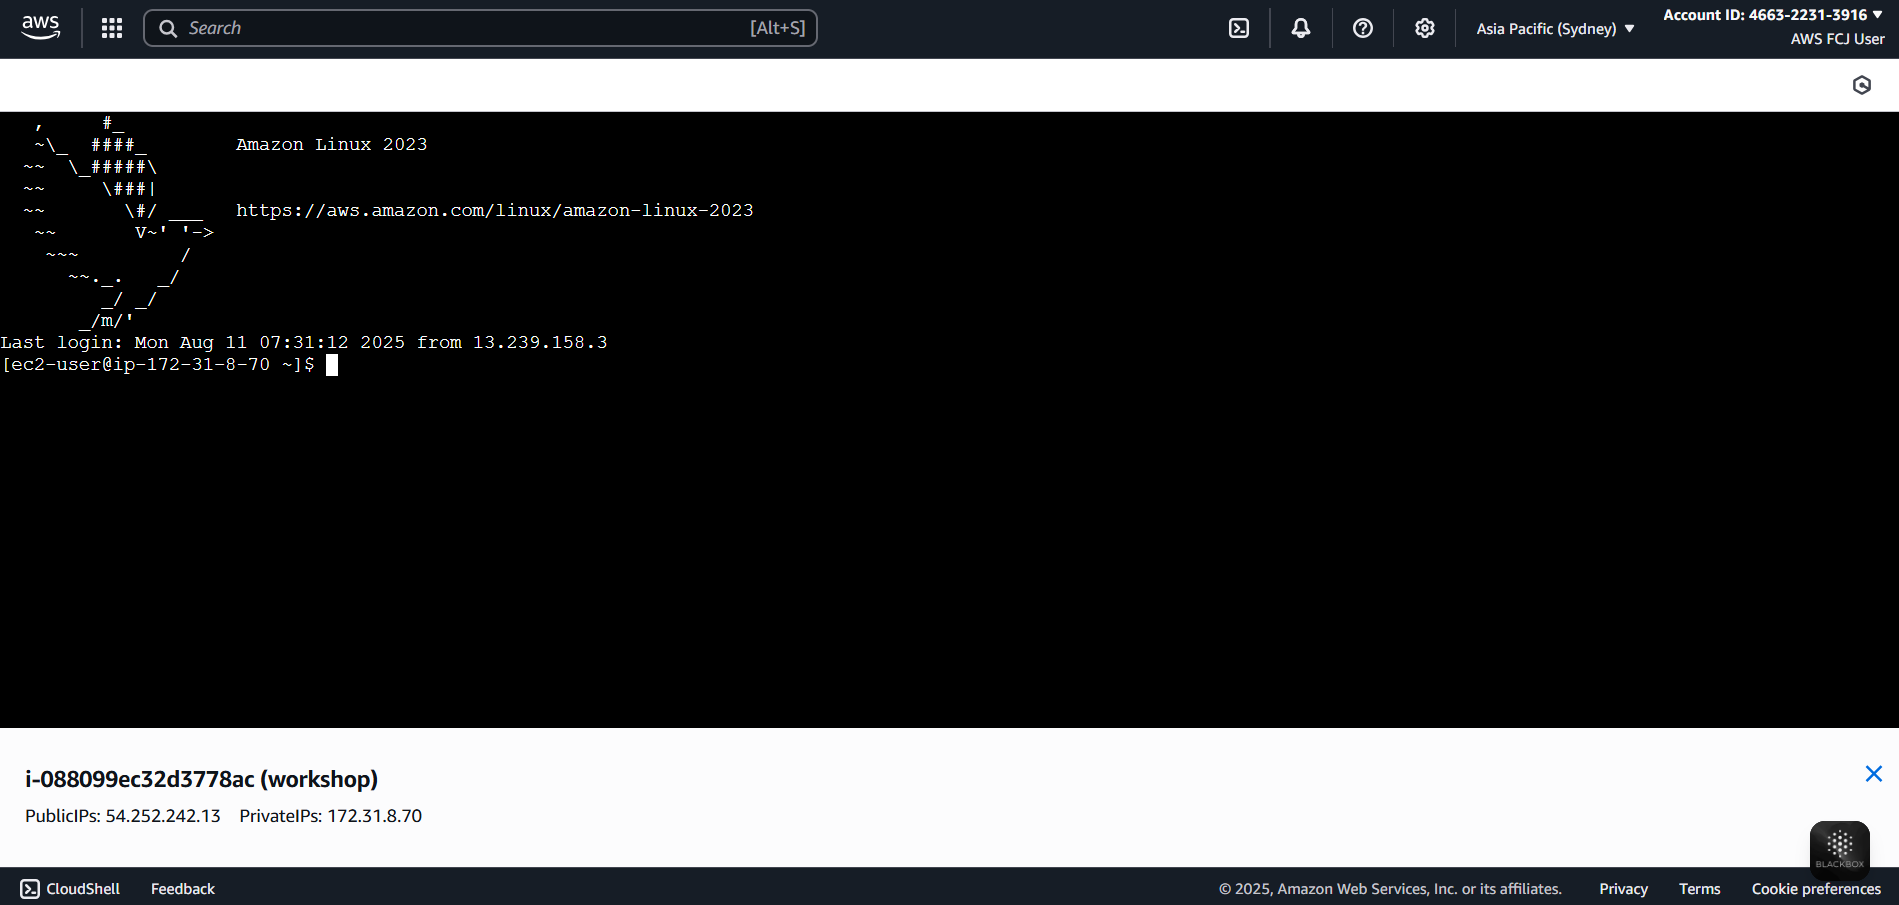 aws
Search [Alt+S]
Asia Pacific (Sydney)
Account ID: 4663-2231-3916
AWS FCJ User
   ,     #_
   ~\_  ####_        Amazon Linux 2023
  ~~  \_#####\
  ~~     \###|
  ~~       \#/ ___   https://aws.amazon.com/linux/amazon-linux-2023
   ~~       V~' '->
    ~~~         /
      ~~._.   _/
         _/ _/
       _/m/'
Last login: Mon Aug 11 07:31:12 2025 from 13.239.158.3
[ec2-user@ip-172-31-8-70 ~]$
i-088099ec32d3778ac (workshop)
PublicIPs: 54.252.242.13 PrivateIPs: 172.31.8.70
BLACKBOX
CloudShell Feedback © 2025, Amazon Web Services, Inc. or its affiliates. Privacy Terms Cookie preferences